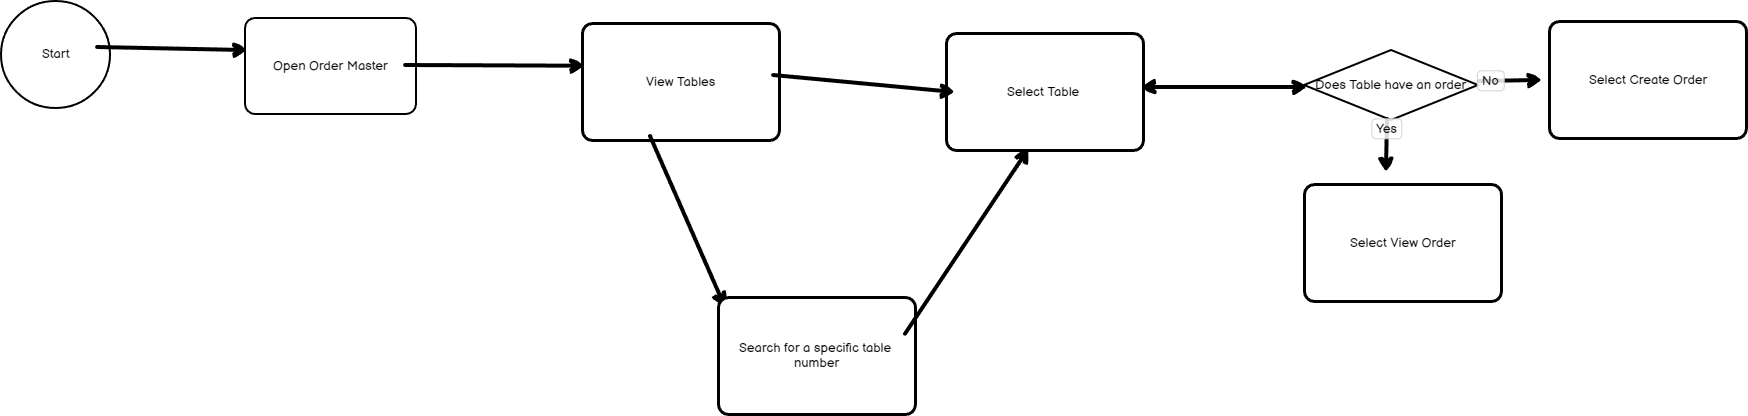 Start
Open Order Master
View Tables
Select Table
Does Table have an order
No
Select Create Order
Yes
Select View Order
Search for a specific table
number